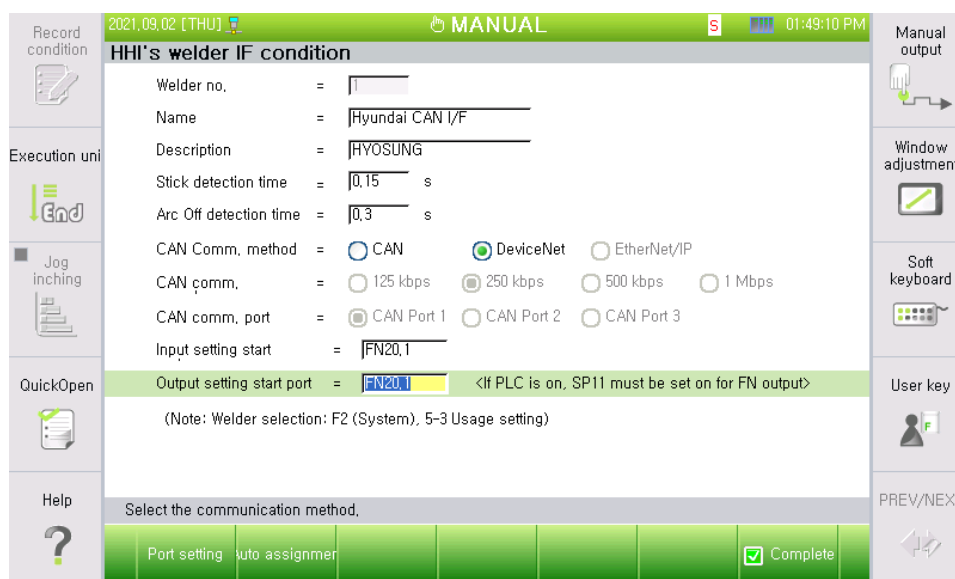 Record condition
Execution uni
End
Jog inching
QuickOpen
Help
2021,09,02 [THU]
MANUAL
S
01:49:10 PM
HHI's welder IF condition
Welder no, = 1
Name = Hyundai CAN I/F
Description = HYOSUNG
Stick detection time = 0,15 s
Arc Off detection time = 0,3 s
CAN Comm, method = CAN DeviceNet EtherNet/IP
CAN comm, = 125 kbps 250 kbps 500 kbps 1 Mbps
CAN comm, port = CAN Port 1 CAN Port 2 CAN Port 3
Input setting start = FN20,1
Output setting start port = FN20,1 <If PLC is on, SP11 must be set on for FN output>
(Note: Welder selection: F2 (System), 5-3 Usage setting)
Select the communication method,
Port setting
uto assignmer
Complete
Manual output
Window adjustmen
Soft keyboard
User key
F
PREV/NEX